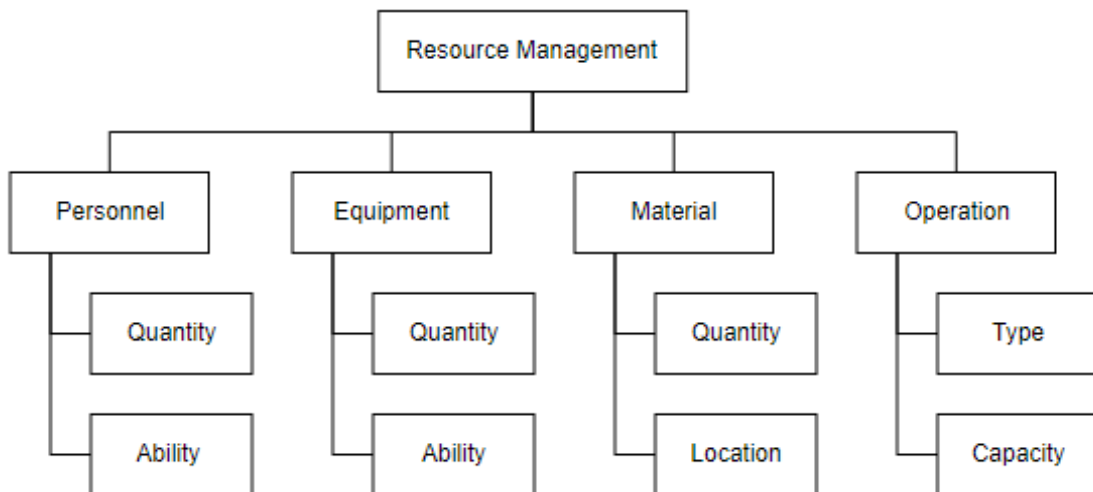 Resource Management
Personnel
Equipment
Material
Operation
Quantity
Quantity
Quantity
Type
Ability
Ability
Location
Capacity